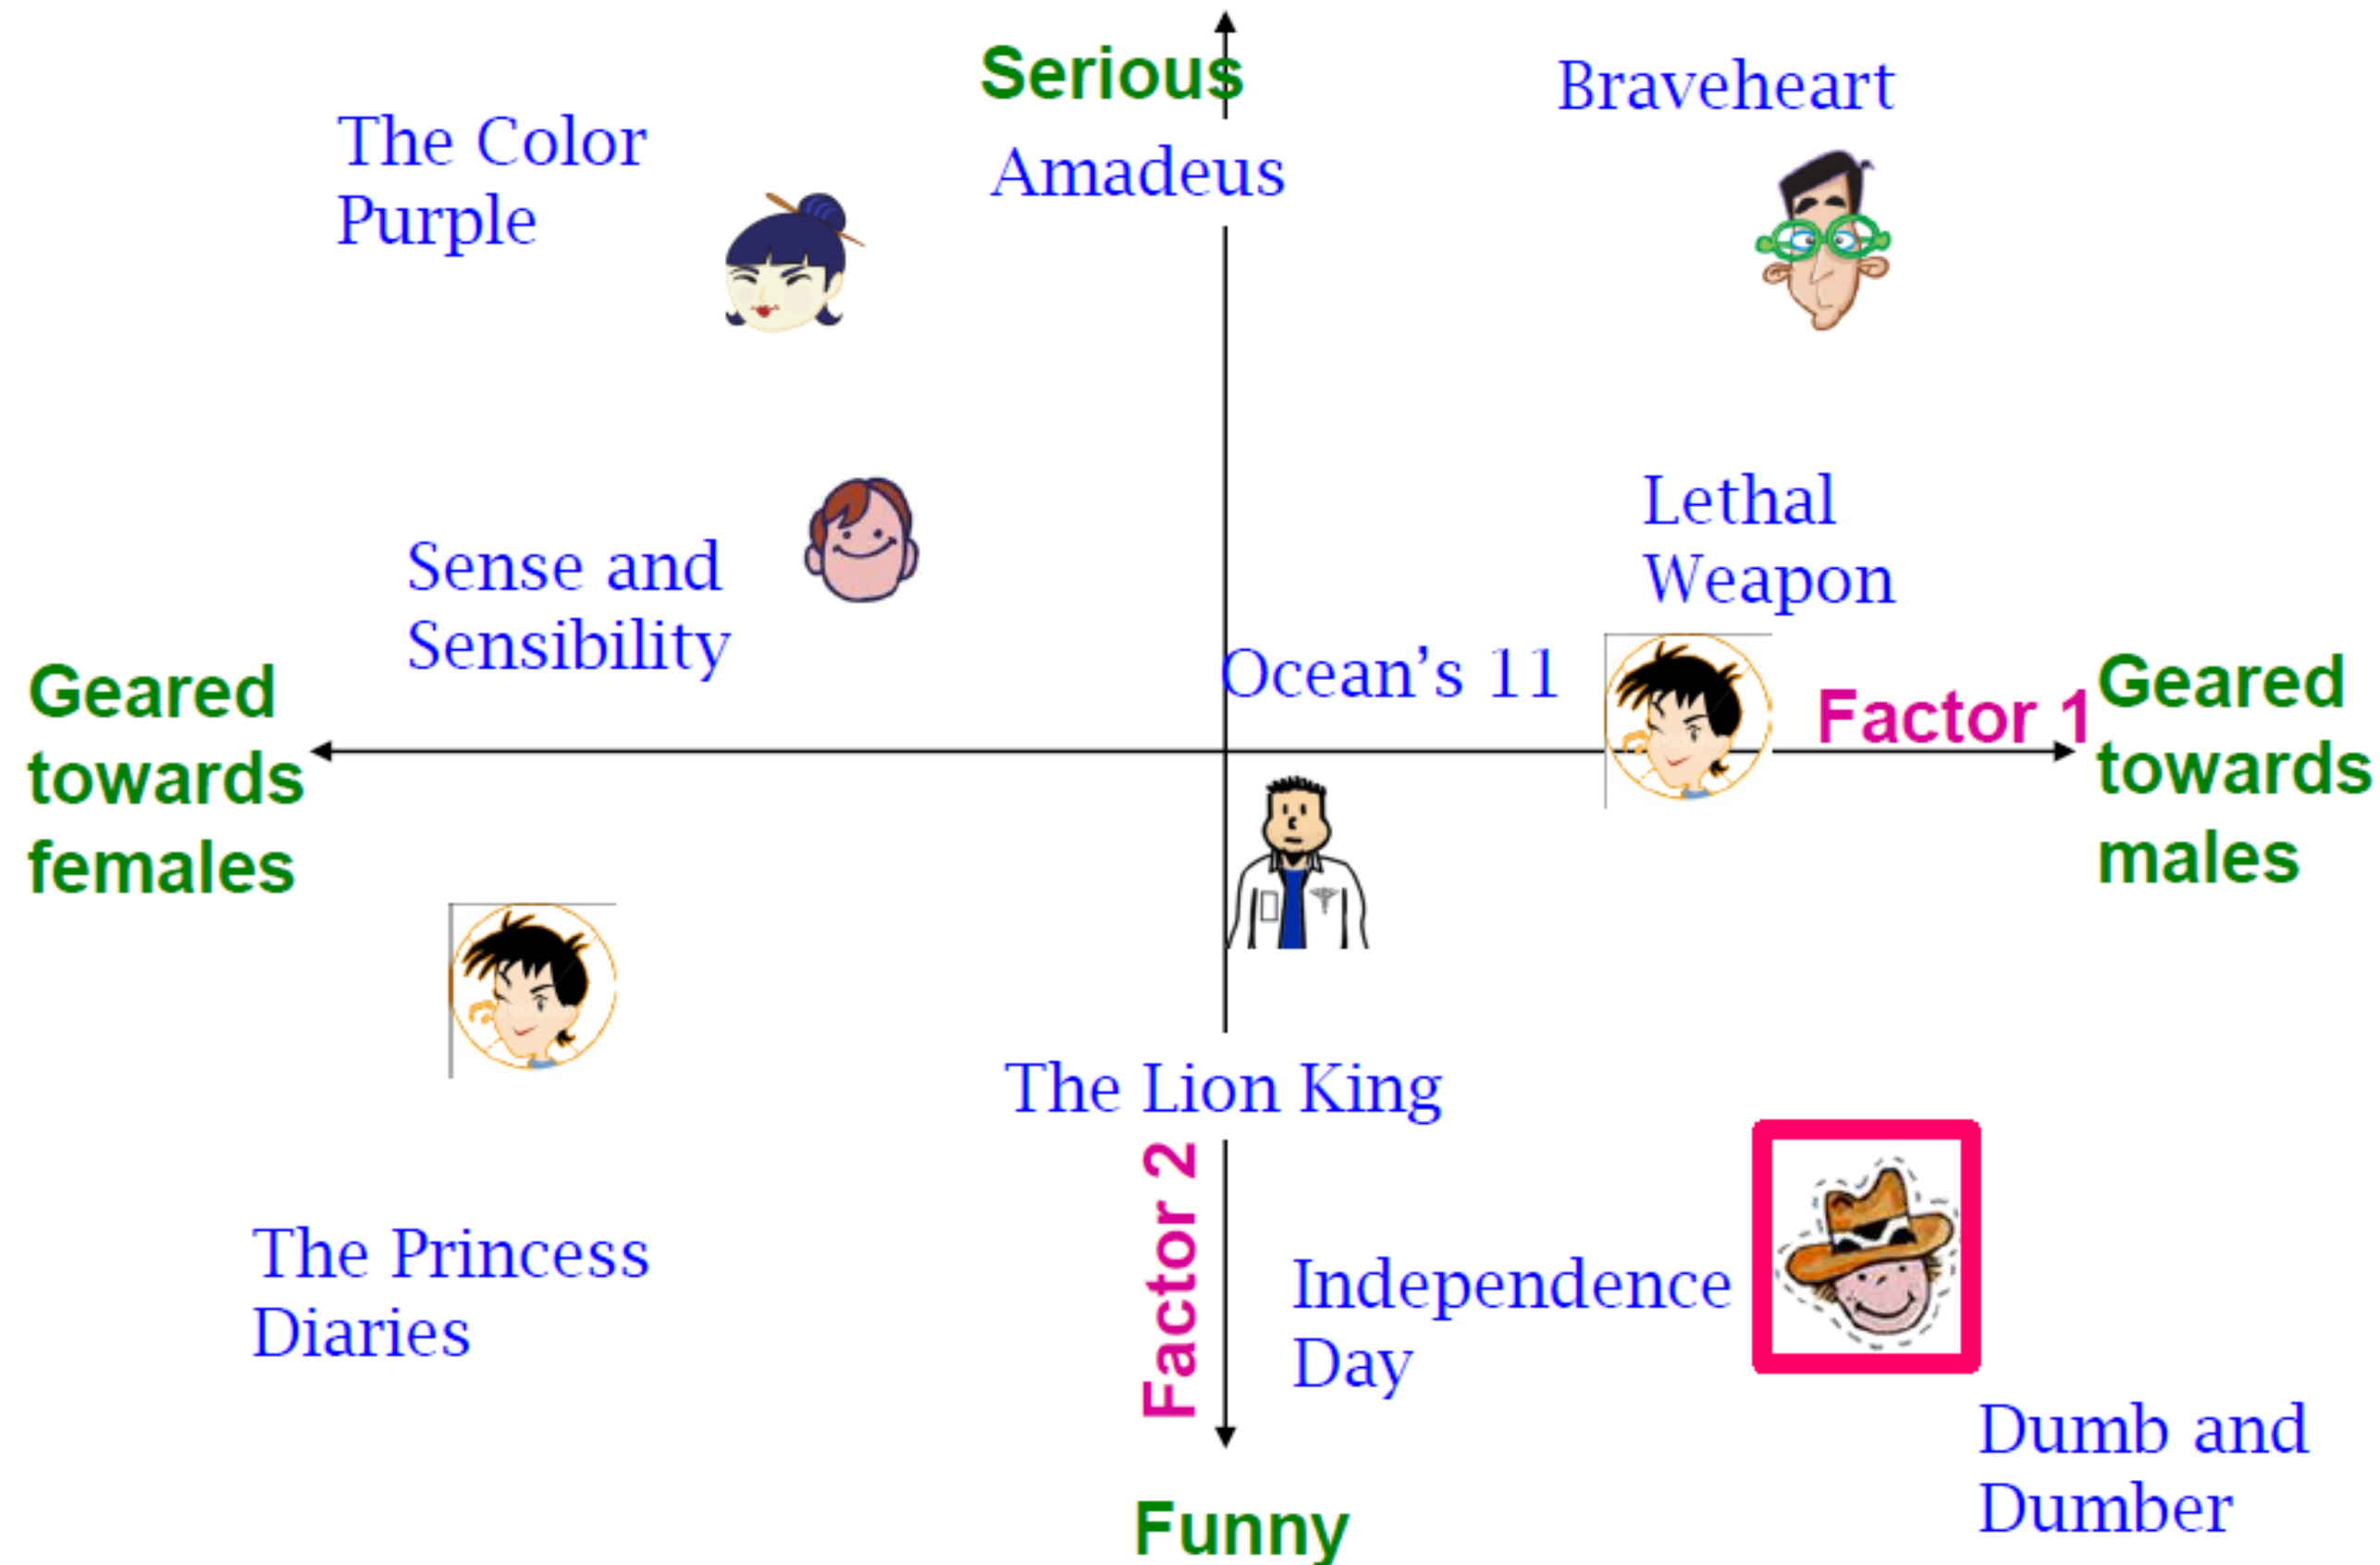 Serious
Braveheart
The Color
Purple
Amadeus
Lethal
Weapon
Sense and
Sensibility
Ocean’s 11
Geared
towards
females
Factor 1
Geared
towards
males
The Lion King
Factor 2
The Princess
Diaries
Independence
Day
Dumb and
Dumber
Funny